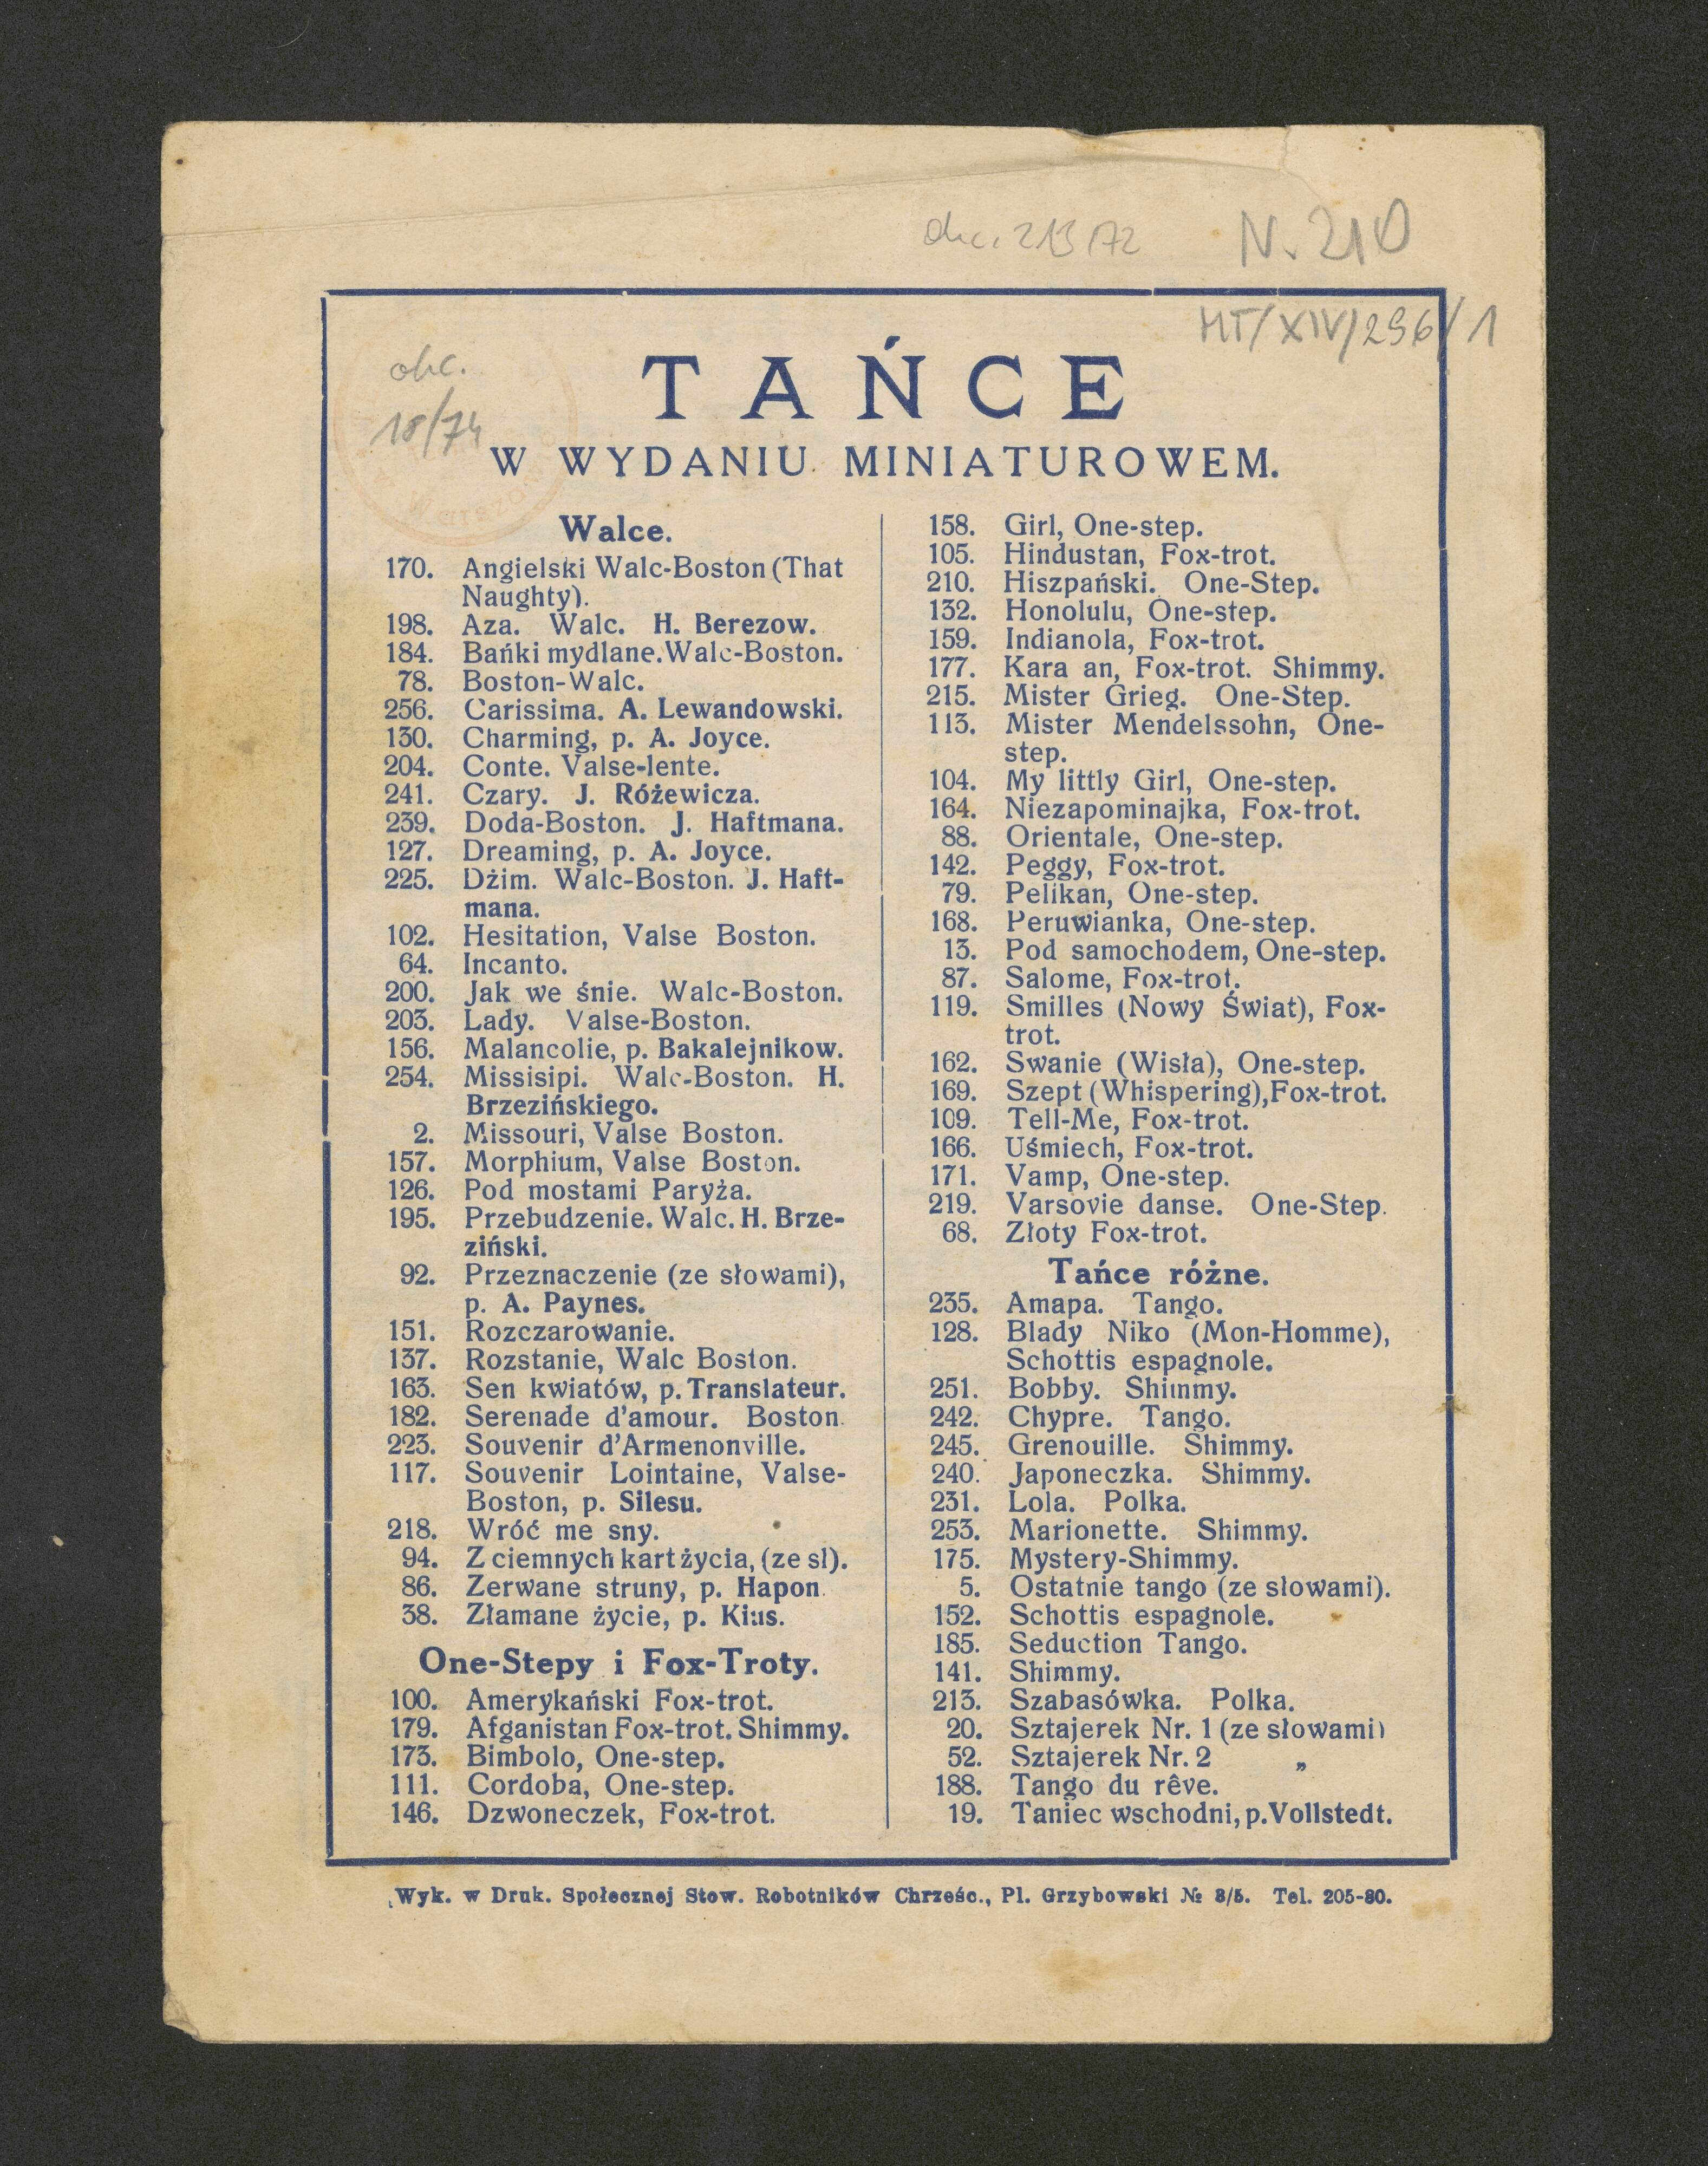 N. 210
MT/XIV/296/1
18/74
TAŃCE
W WYDANIU MINIATUROWEM.
Walce.
170. Angielski Walc-Boston (That
Naughty).
198. Aza. Walc. H. Berezow.
184. Bańki mydlane. Walc-Boston.
78. Boston-Walc.
256. Carissima. A. Lewandowski.
130. Charming, p. A. Joyce.
204. Conte. Valse-lente.
241. Czary. J. Różewicza.
239. Doda-Boston. J. Haftmana.
127. Dreaming, p. A. Joyce.
225. Dżim. Walc-Boston. J. Haft-
mana.
102. Hesitation, Valse Boston.
64. Incanto.
200. Jak we śnie. Walc-Boston.
203. Lady. Valse-Boston.
156. Malancolie, p. Bakalejnikow.
254. Missisipi. Walc-Boston. H.
Brzezińskiego.
2. Missouri, Valse Boston.
157. Morphium, Valse Boston.
126. Pod mostami Paryża.
195. Przebudzenie. Walc. H. Brze-
ziński.
92. Przeznaczenie (ze słowami),
p. A. Paynes.
151. Rozczarowanie.
137. Rozstanie, Walc Boston.
163. Sen kwiatów, p. Translateur.
182. Serenade d'amour. Boston.
223. Souvenir d'Armenonville.
117. Souvenir Lointaine, Valse-
Boston, p. Silesu.
218. Wróć me sny.
94. Z ciemnych kart życia, (ze sl).
86. Zerwane struny, p. Hapon.
38. Złamane życie, p. Kius.
One-Stepy i Fox-Troty.
100. Amerykański Fox-trot.
179. Afganistan Fox-trot. Shimmy.
173. Bimbolo, One-step.
111. Cordoba, One-step.
146. Dzwoneczek, Fox-trot.
158. Girl, One-step.
105. Hindustan, Fox-trot.
210. Hiszpański. One-Step.
132. Honolulu, One-step.
159. Indianola, Fox-trot.
177. Kara an, Fox-trot. Shimmy.
215. Mister Grieg. One-Step.
113. Mister Mendelssohn, One-
step.
104. My littly Girl, One-step.
164. Niezapominajka, Fox-trot.
88. Orientale, One-step.
142. Peggy, Fox-trot.
79. Pelikan, One-step.
168. Peruwianka, One-step.
13. Pod samochodem, One-step.
87. Salome, Fox-trot.
119. Smilles (Nowy Świat), Fox-
trot.
162. Swanie (Wisła), One-step.
169. Szept (Whispering), Fox-trot.
109. Tell-Me, Fox-trot.
166. Uśmiech, Fox-trot.
171. Vamp, One-step.
219. Varsovie danse. One-Step.
68. Złoty Fox-trot.
Tańce różne.
235. Amapa. Tango.
128. Blady Niko (Mon-Homme),
Schottis espagnole.
251. Bobby. Shimmy.
242. Chypre. Tango.
245. Grenouille. Shimmy.
240. Japoneczka. Shimmy.
231. Lola. Polka.
253. Marionette. Shimmy.
175. Mystery-Shimmy.
5. Ostatnie tango (ze słowami).
152. Schottis espagnole.
185. Seduction Tango.
141. Shimmy.
213. Szabasówka. Polka.
20. Sztajerek Nr. 1 (ze słowami)
52. Sztajerek Nr. 2 „
188. Tango du rêve.
19. Taniec wschodni, p. Vollstedt.
Wyk. w Druk. Społecznej Stow. Robotników Chrześc., Pl. Grzybowski № 3/5. Tel. 205-80.